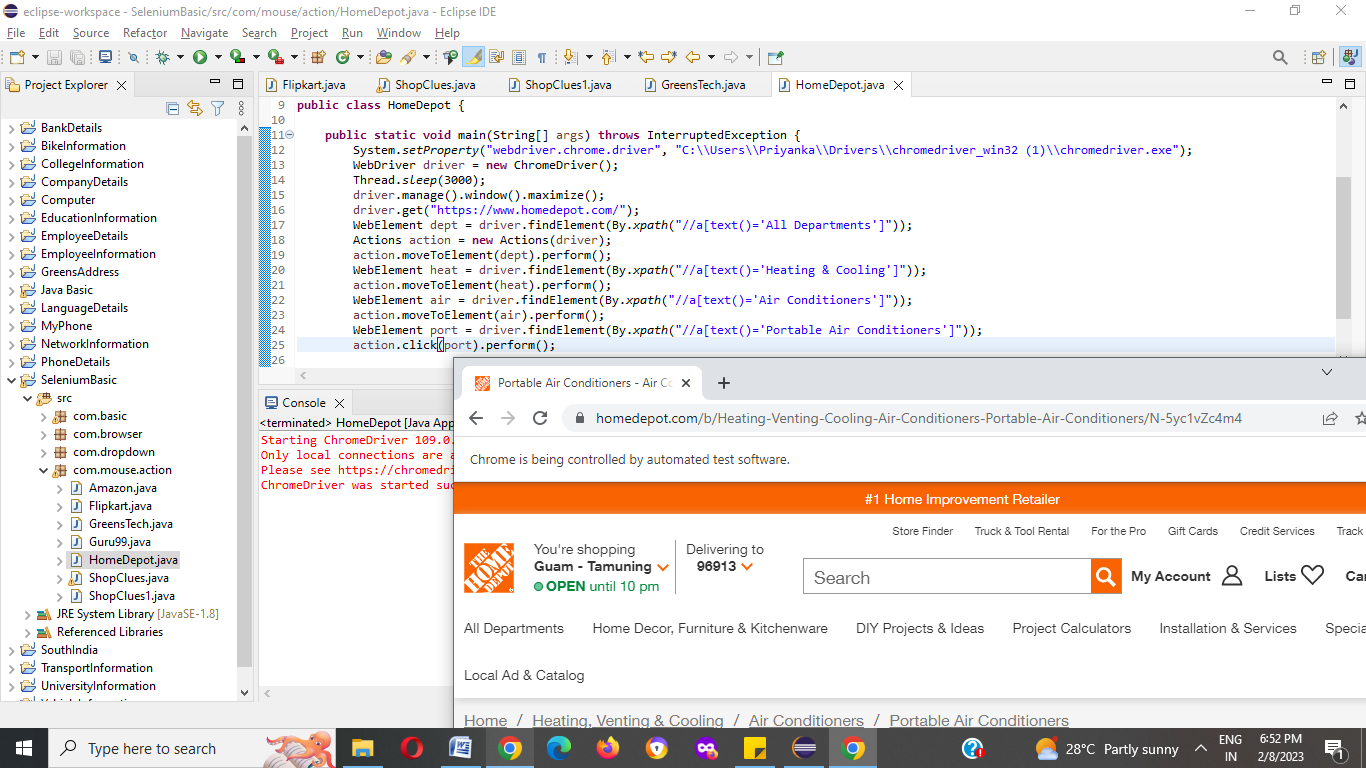 eclipse-workspace - SeleniumBasic/src/com/mouse/action/HomeDepot.java - Eclipse IDE
File Edit Source Refactor Navigate Search Project Run Window Help
Project Explorer
BankDetails
BikeInformation
CollegeInformation
CompanyDetails
Computer
EducationInformation
EmployeeDetails
EmployeeInformation
GreensAddress
Java Basic
LanguageDetails
MyPhone
NetworkInformation
PhoneDetails
SeleniumBasic
src
com.basic
com.browser
com.dropdown
com.mouse.action
Amazon.java
Flipkart.java
GreensTech.java
Guru99.java
HomeDepot.java
ShopClues.java
ShopClues1.java
JRE System Library [JavaSE-1.8]
Referenced Libraries
SouthIndia
TransportInformation
UniversityInformation
Flipkart.java ShopClues.java ShopClues1.java GreensTech.java HomeDepot.java
9 public class HomeDepot {
10
11 public static void main(String[] args) throws InterruptedException {
12 System.setProperty("webdriver.chrome.driver", "C:\\Users\\Priyanka\\Drivers\\chromedriver_win32 (1)\\chromedriver.exe");
13 WebDriver driver = new ChromeDriver();
14 Thread.sleep(3000);
15 driver.manage().window().maximize();
16 driver.get("https://www.homedepot.com/");
17 WebElement dept = driver.findElement(By.xpath("//a[text()='All Departments']"));
18 Actions action = new Actions(driver);
19 action.moveToElement(dept).perform();
20 WebElement heat = driver.findElement(By.xpath("//a[text()='Heating & Cooling']"));
21 action.moveToElement(heat).perform();
22 WebElement air = driver.findElement(By.xpath("//a[text()='Air Conditioners']"));
23 action.moveToElement(air).perform();
24 WebElement port = driver.findElement(By.xpath("//a[text()='Portable Air Conditioners']"));
25 action.click(port).perform();
26
Console
<terminated> HomeDepot [Java App
Starting ChromeDriver 109.0.
Only local connections are a
Please see https://chromedri
ChromeDriver was started suc
Portable Air Conditioners - Air Co
homedepot.com/b/Heating-Venting-Cooling-Air-Conditioners-Portable-Air-Conditioners/N-5yc1vZc4m4
Chrome is being controlled by automated test software.
#1 Home Improvement Retailer
Store Finder Truck & Tool Rental For the Pro Gift Cards Credit Services Track
THE HOME DEPOT
You're shopping
Guam - Tamuning
OPEN until 10 pm
Delivering to
96913
Search
My Account Lists Car
All Departments Home Decor, Furniture & Kitchenware DIY Projects & Ideas Project Calculators Installation & Services Specia
Local Ad & Catalog
Home / Heating, Venting & Cooling / Air Conditioners / Portable Air Conditioners
Type here to search
28°C Partly sunny
ENG
IN
6:52 PM
2/8/2023
1